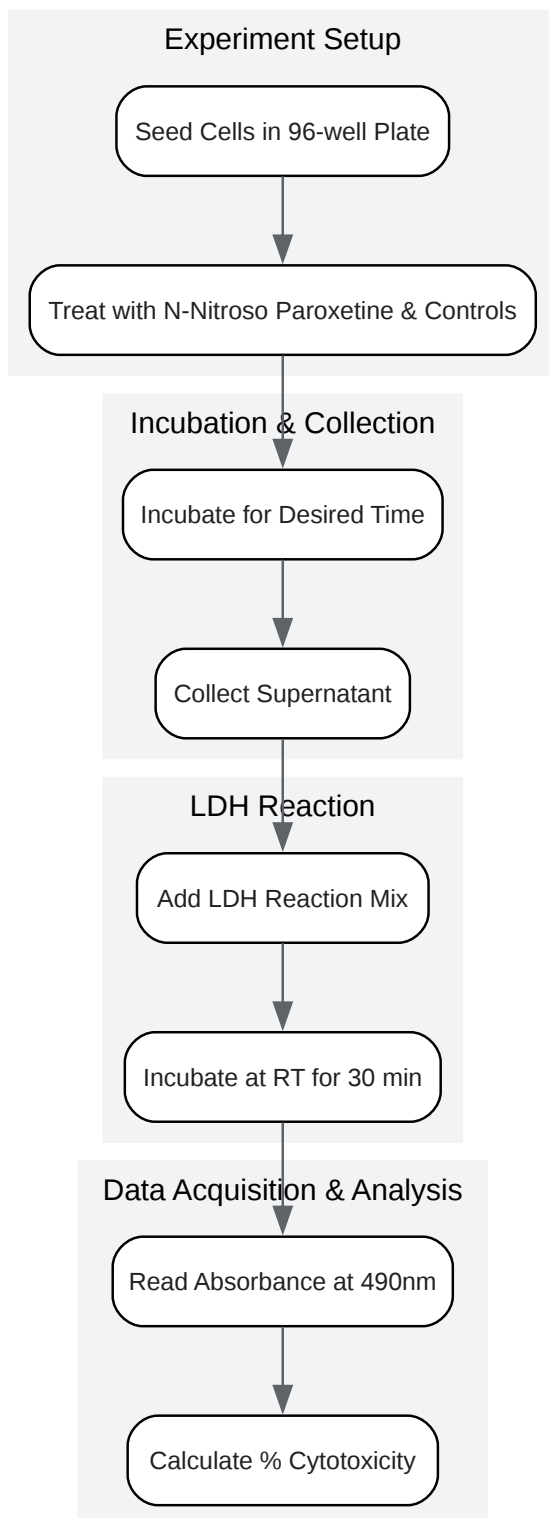 Experiment Setup
Seed Cells in 96-well Plate
Treat with N-Nitroso Paroxetine & Controls
Incubation & Collection
Incubate for Desired Time
Collect Supernatant
LDH Reaction
Add LDH Reaction Mix
Incubate at RT for 30 min
Data Acquisition & Analysis
Read Absorbance at 490nm
Calculate % Cytotoxicity